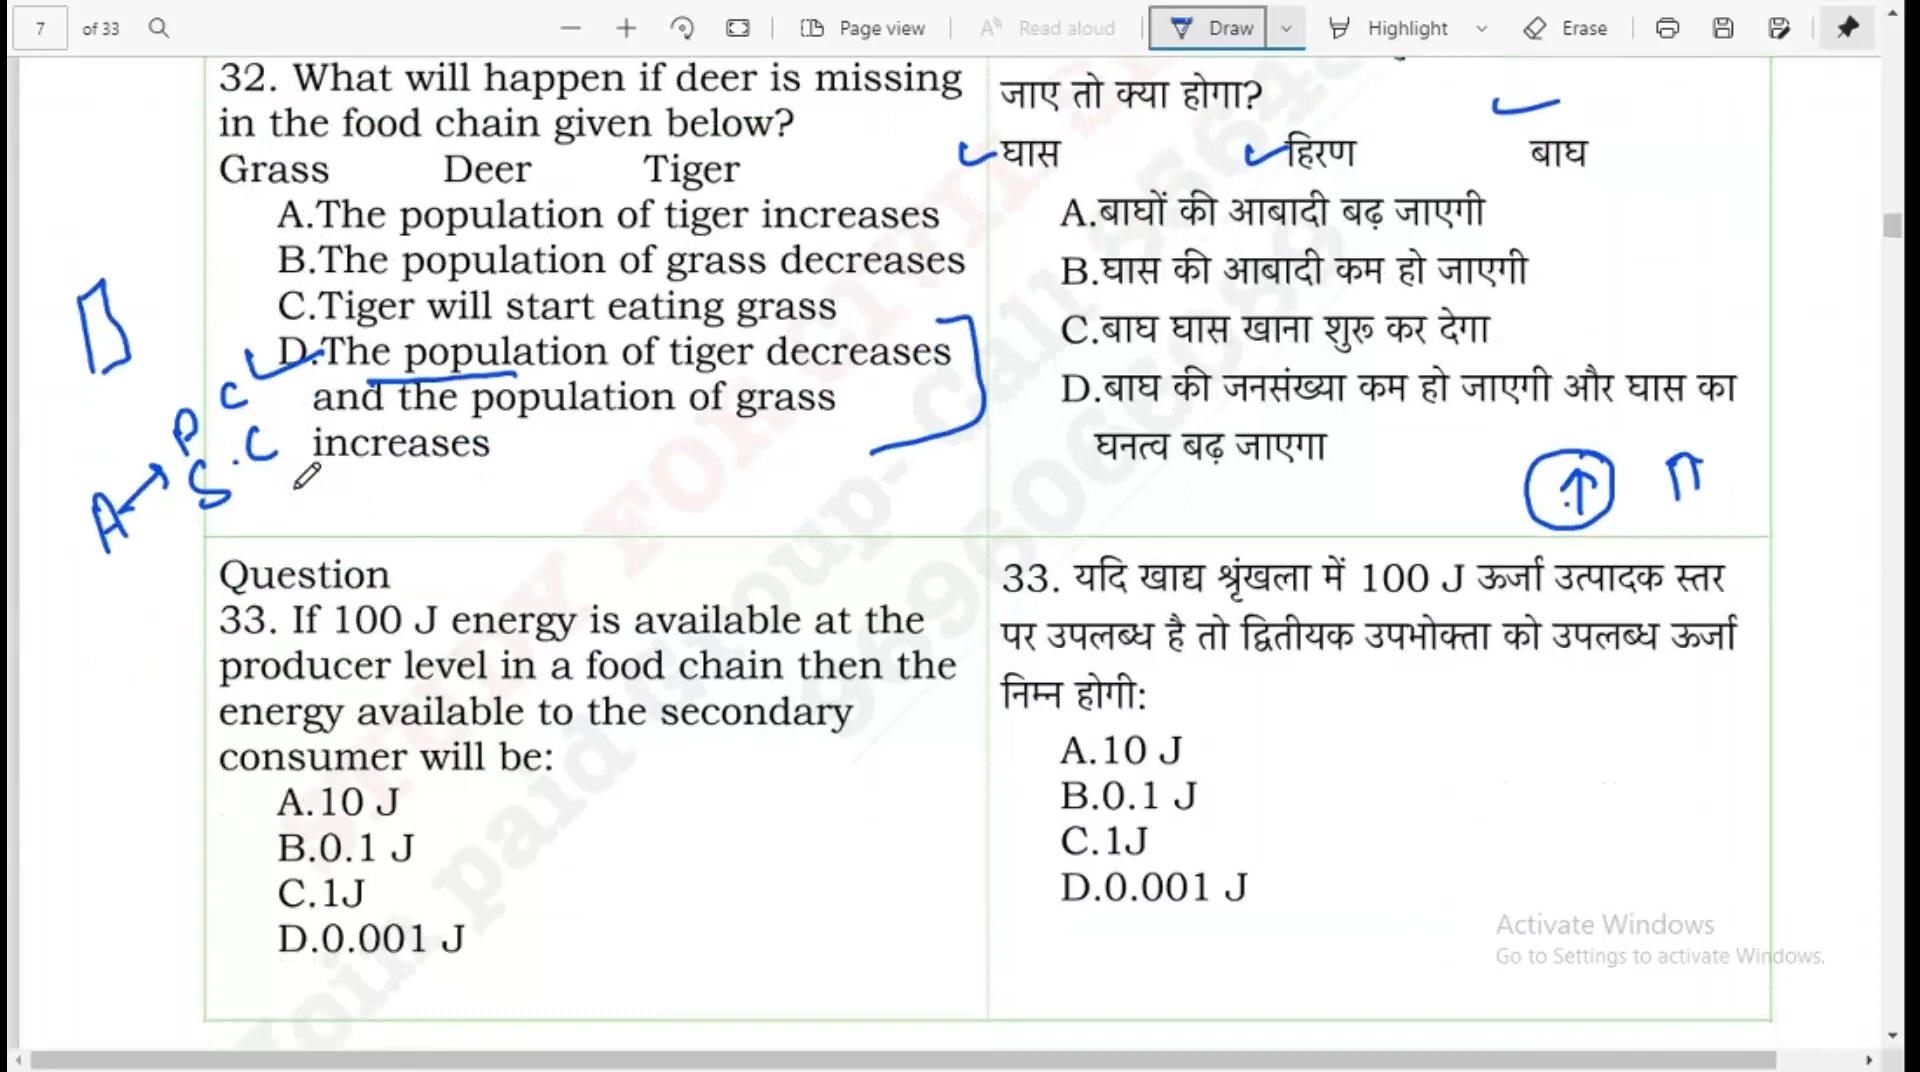 7 of 33 Page view Read aloud Draw Highlight Erase
32. What will happen if deer is missing
in the food chain given below?
Grass Deer Tiger
A.The population of tiger increases
B.The population of grass decreases
C.Tiger will start eating grass
D.The population of tiger decreases
and the population of grass
increases
P C
S.C
A
जाए तो क्या होगा?
घास हिरण बाघ
A.बाघों की आबादी बढ़ जाएगी
B.घास की आबादी कम हो जाएगी
C.बाघ घास खाना शुरू कर देगा
D.बाघ की जनसंख्या कम हो जाएगी और घास का
घनत्व बढ़ जाएगा
Question
33. If 100 J energy is available at the
producer level in a food chain then the
energy available to the secondary
consumer will be:
A.10 J
B.0.1 J
C.1J
D.0.001 J
33. यदि खाद्य श्रृंखला में 100 J ऊर्जा उत्पादक स्तर
पर उपलब्ध है तो द्वितीयक उपभोक्ता को उपलब्ध ऊर्जा
निम्न होगी:
A.10 J
B.0.1 J
C.1J
D.0.001 J
Activate Windows
Go to Settings to activate Windows.